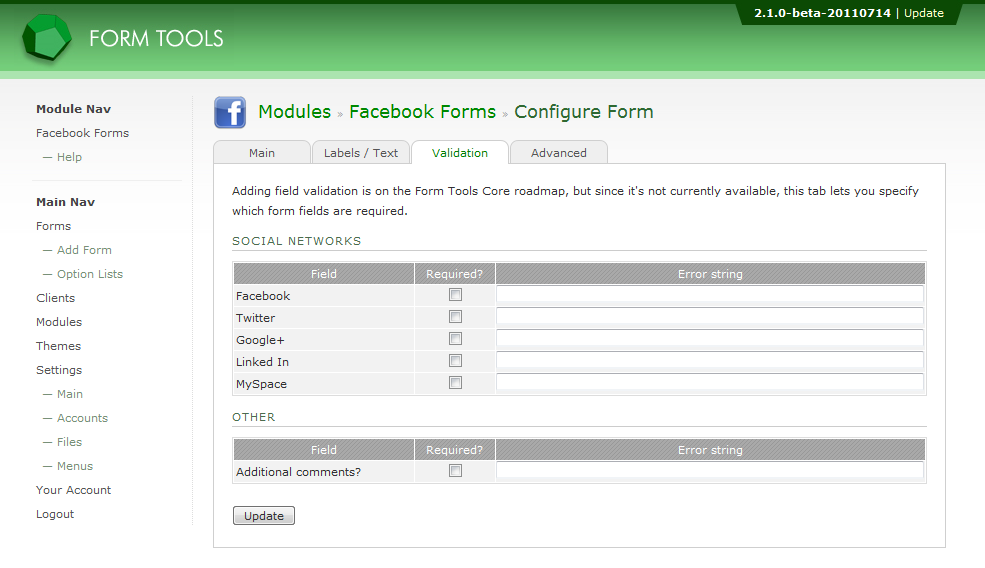 2.1.0-beta-20110714 | Update
FORM TOOLS
Module Nav
Facebook Forms
— Help
Main Nav
Forms
— Add Form
— Option Lists
Clients
Modules
Themes
Settings
— Main
— Accounts
— Files
— Menus
Your Account
Logout
f Modules » Facebook Forms » Configure Form
Main Labels / Text Validation Advanced
Adding field validation is on the Form Tools Core roadmap, but since it's not currently available, this tab lets you specify
which form fields are required.
SOCIAL NETWORKS
Field Required? Error string
Facebook
Twitter
Google+
Linked In
MySpace
OTHER
Field Required? Error string
Additional comments?
Update